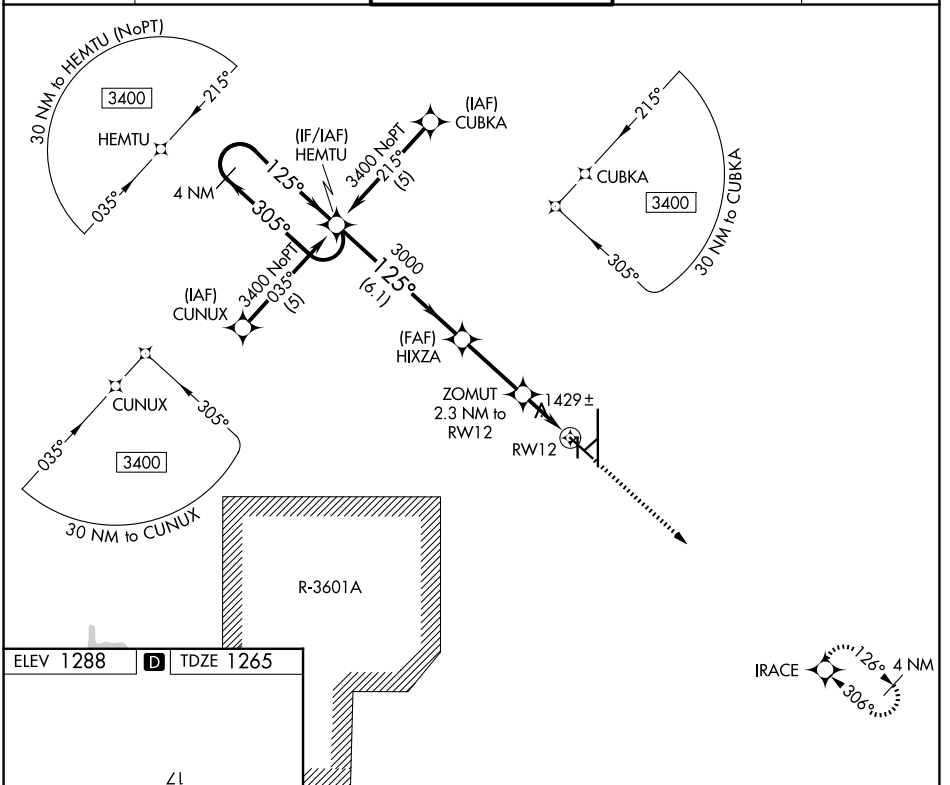 30 NM to HEMTU (NoPT)
3400
215°
HEMTU
035°
(IF/IAF)
HEMTU
(IAF)
CUBKA
3400 NoPT
215°
(5)
4 NM
125°
305°
3400 NoPT
035°
(5)
(IAF)
CUNUX
3000
125°
(6.1)
(FAF)
HIXZA
ZOMUT
2.3 NM to
RW12
1429±
RW12
215°
CUBKA
3400
305°
30 NM to CUBKA
CUNUX
305°
035°
3400
30 NM to CUNUX
R-3601A
IRACE
126°
4 NM
306°
ELEV 1288
D
TDZE 1265
17